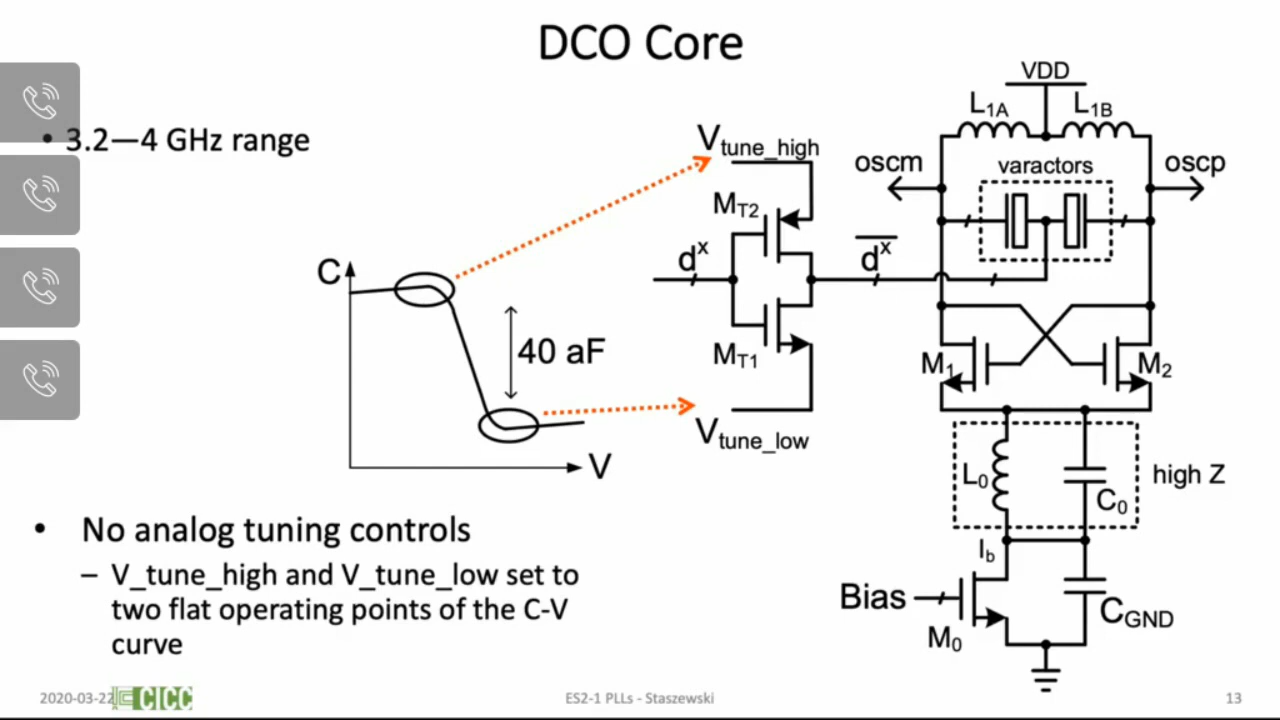 DCO Core
• 3.2—4 GHz range
C
V
40 aF
V_tune_high
M_T2
d^x
M_T1
V_tune_low
d^x
VDD
L_1A
L_1B
oscm
varactors
oscp
M_1
M_2
L_0
C_0
high Z
I_b
Bias
M_0
C_GND
• No analog tuning controls
– V_tune_high and V_tune_low set to
two flat operating points of the C-V
curve
2020-03-22
CICC
ES2-1 PLLs - Staszewski
13